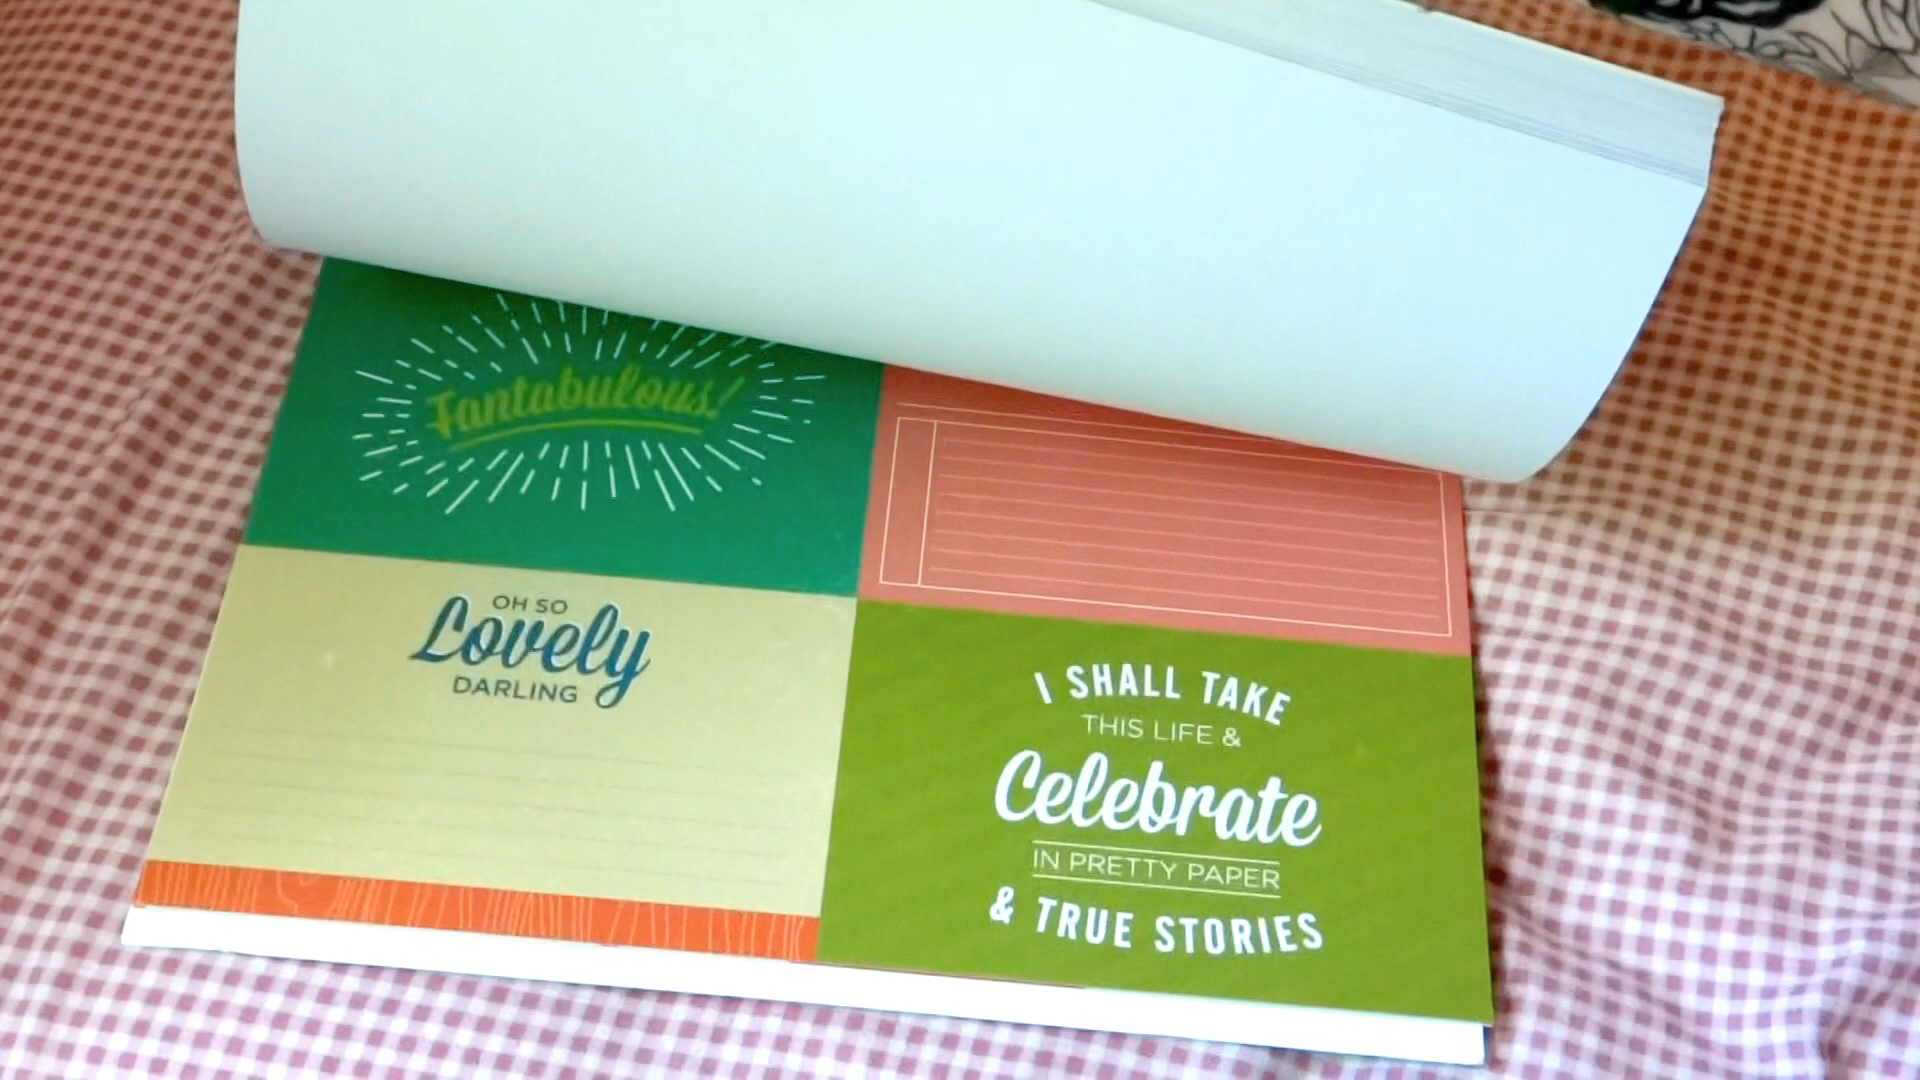 Fantabulous!
OH SO
Lovely
DARLING
I SHALL TAKE
THIS LIFE &
Celebrate
IN PRETTY PAPER
& TRUE STORIES